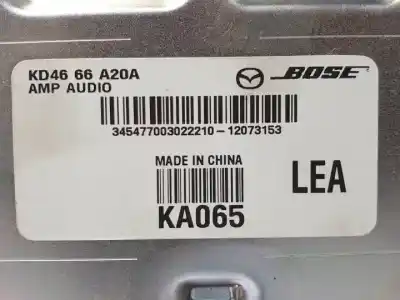 KD46 66 A20A
BOSE
AMP AUDIO
345477003022210-12073153
MADE IN CHINA
LEA
KA065